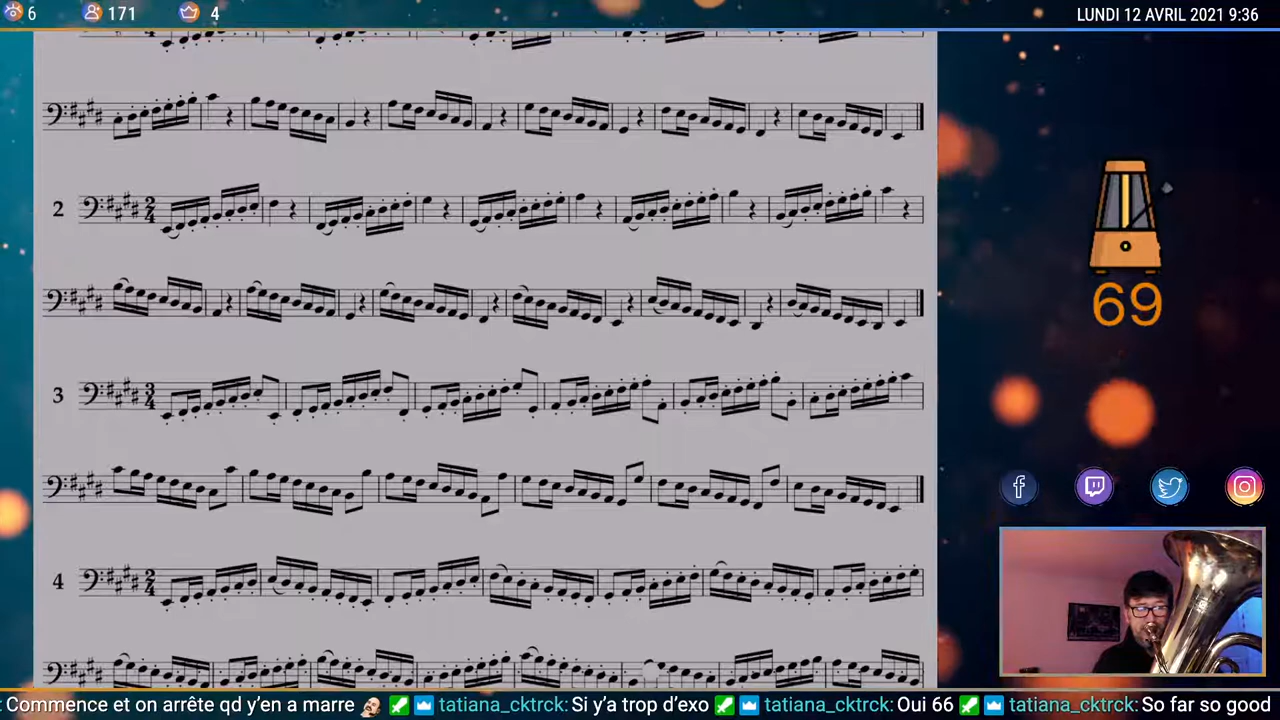 6 171 4
LUNDI 12 AVRIL 2021 9:36
2
3
4
69
Commence et on arrête qd y'en a marre tatiana_cktrck: Si y'a trop d'exo tatiana_cktrck: Oui 66 tatiana_cktrck: So far so good